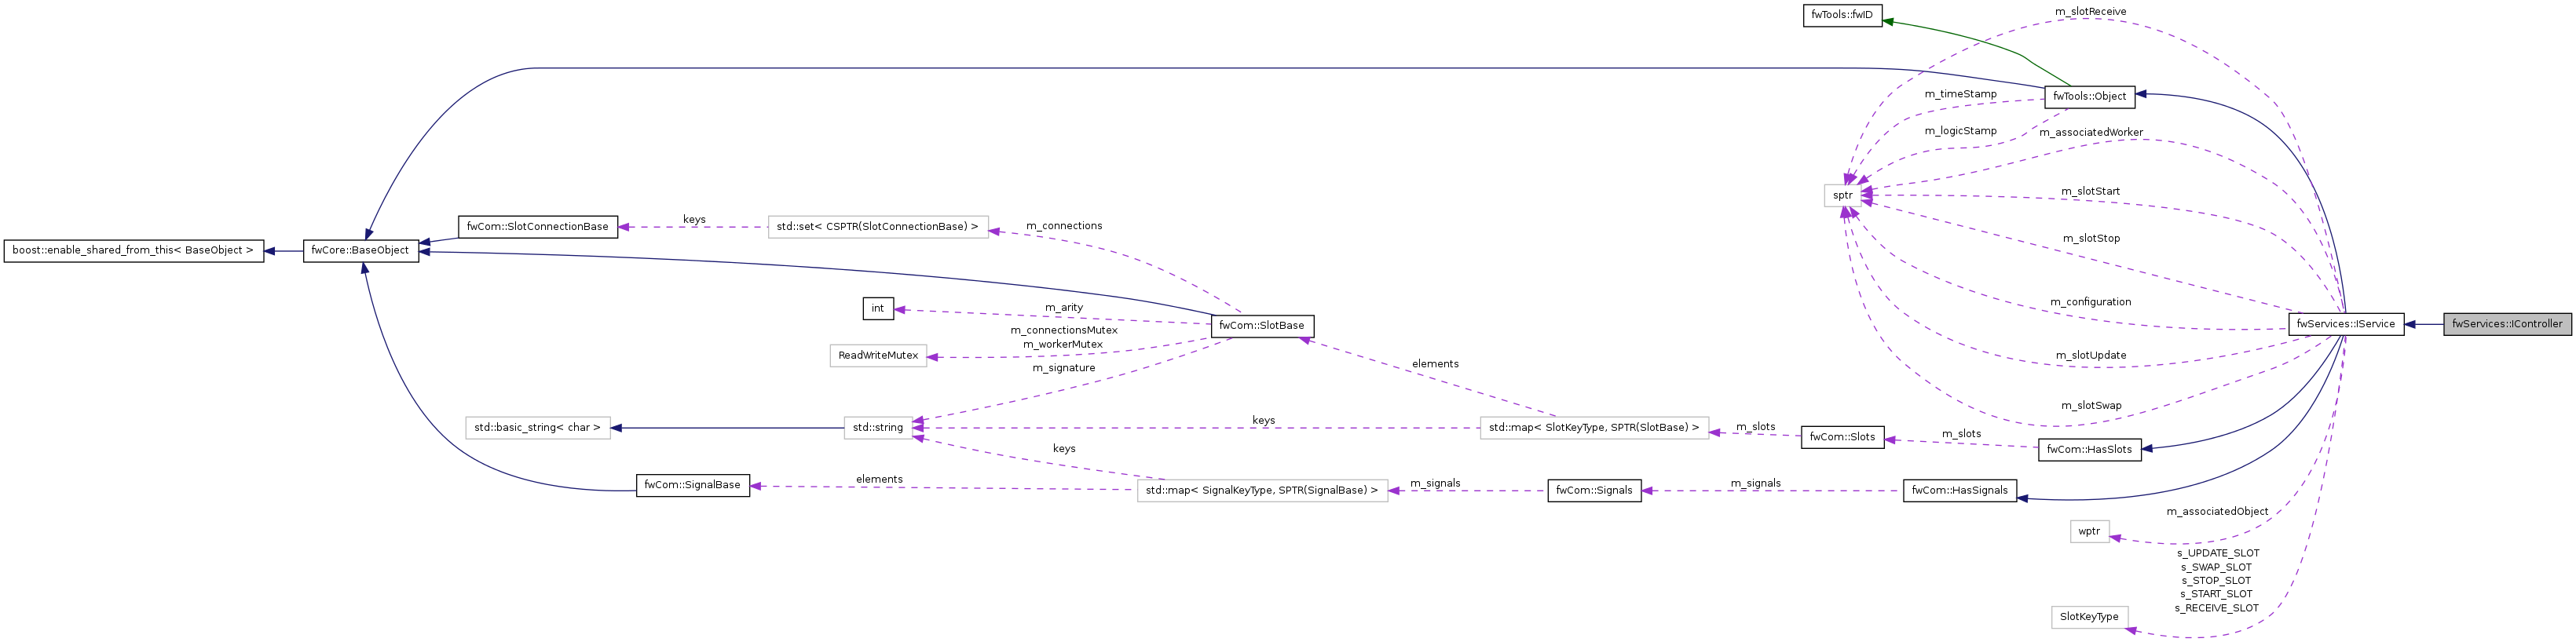 m_slotReceive
fwTools::fwID
m_timeStamp
fwTools::Object
m_logicStamp
m_associatedWorker
sptr
m_slotStart
keys
m_connections
fwCom::SlotConnectionBase
std::set< CSPTR(SlotConnectionBase) >
m_slotStop
boost::enable_shared_from_this< BaseObject >
fwCore::BaseObject
m_configuration
int
m_arity
fwCom::SlotBase
fwServices::IService
fwServices::IController
m_connectionsMutex
m_workerMutex
ReadWriteMutex
m_slotUpdate
m_signature
elements
m_slotSwap
std::basic_string< char >
std::string
keys
std::map< SlotKeyType, SPTR(SlotBase) >
m_slots
fwCom::Slots
m_slots
fwCom::HasSlots
keys
fwCom::SignalBase
elements
std::map< SignalKeyType, SPTR(SignalBase) >
m_signals
fwCom::Signals
m_signals
fwCom::HasSignals
m_associatedObject
wptr
s_UPDATE_SLOT
s_SWAP_SLOT
s_STOP_SLOT
s_START_SLOT
s_RECEIVE_SLOT
SlotKeyType